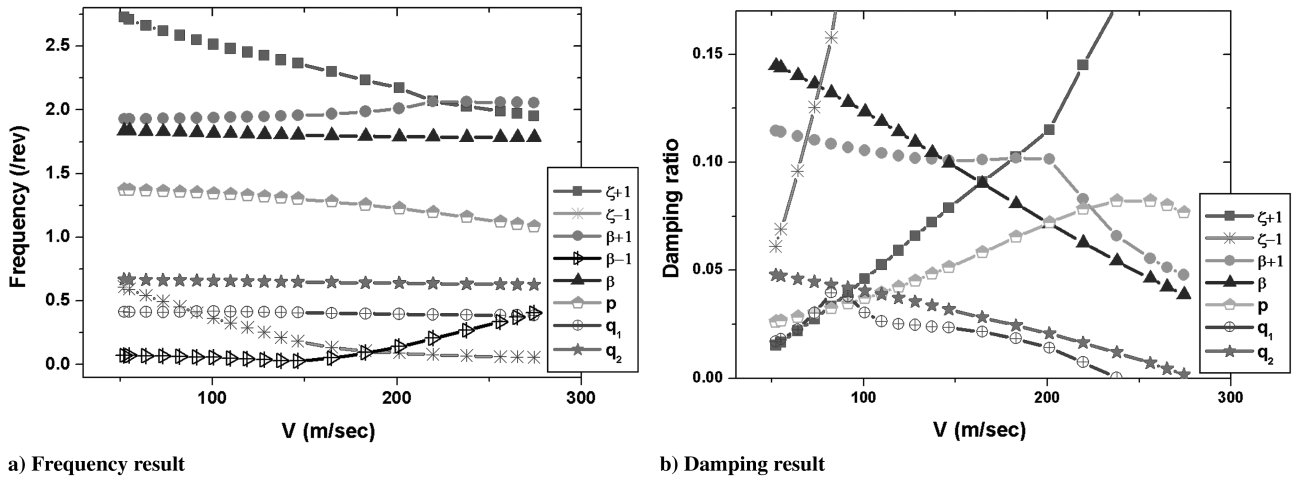 2.5
2.0
1.5
1.0
0.5
0.0
Frequency (/rev)
100
200
300
V (m/sec)
ζ+1
ζ−1
β+1
β−1
β
p
q₁
q₂
a) Frequency result
0.15
0.10
0.05
0.00
Damping ratio
100
200
300
V (m/sec)
ζ+1
ζ−1
β+1
β
p
q₁
q₂
b) Damping result